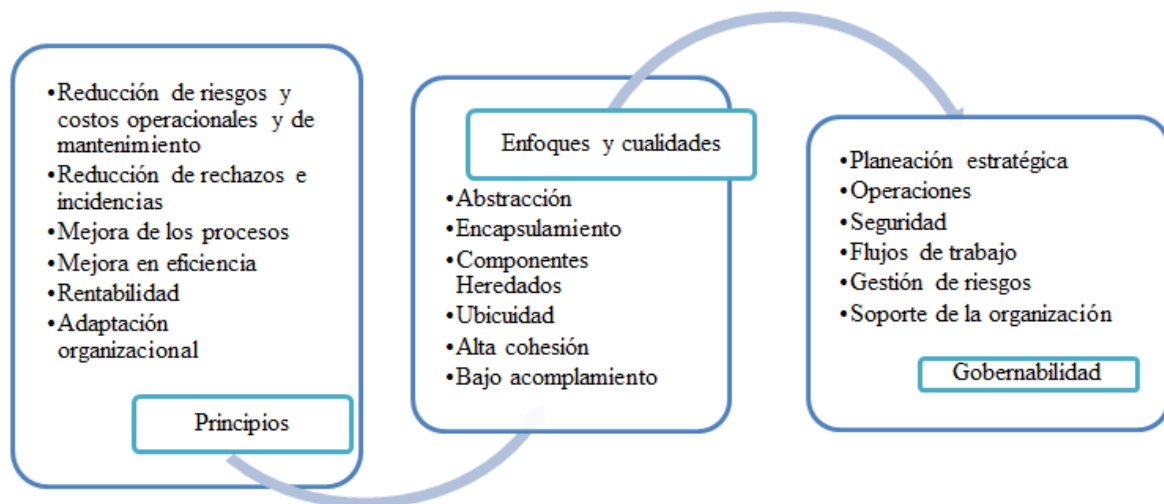 •Reducción de riesgos y
costos operacionales y de
mantenimiento
•Reducción de rechazos e
incidencias
•Mejora de los procesos
•Mejora en eficiencia
•Rentabilidad
•Adaptación
organizacional
Principios
Enfoques y cualidades
•Abstracción
•Encapsulamiento
•Componentes
Heredados
•Ubicuidad
•Alta cohesión
•Bajo acomplamiento
•Planeación estratégica
•Operaciones
•Seguridad
•Flujos de trabajo
•Gestión de riesgos
•Soporte de la organización
Gobernabilidad